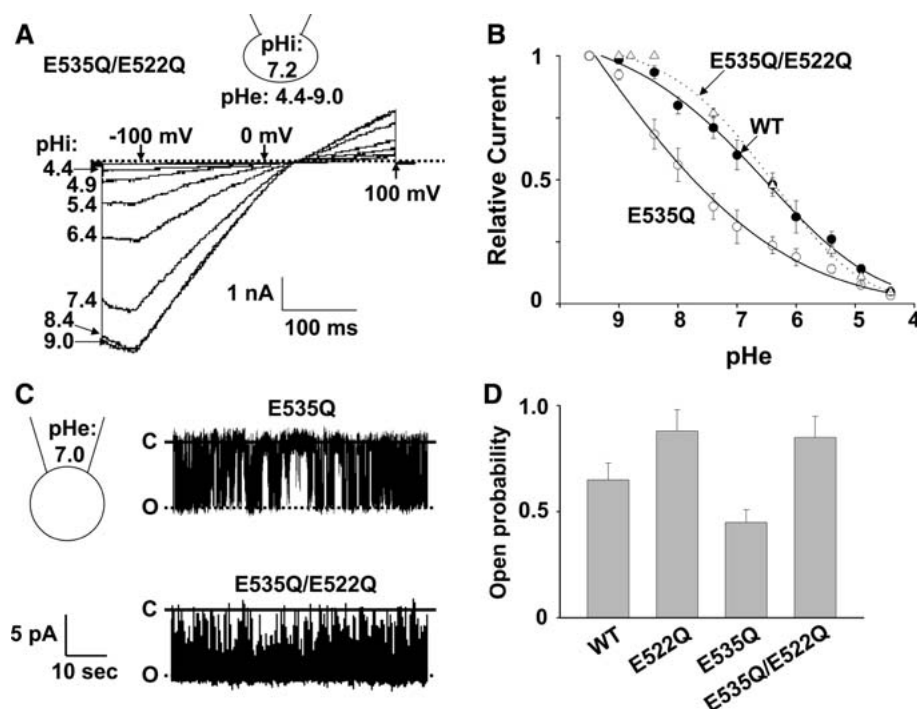 A
E535Q/E522Q
pHi:
7.2
pHe: 4.4-9.0
-100 mV
0 mV
pHi:
4.4
4.9
5.4
6.4
7.4
8.4
9.0
100 mV
1 nA
100 ms
B
Relative Current
1
0.5
0
E535Q/E522Q
WT
E535Q
9
8
7
6
5
4
pHe
C
pHe:
7.0
E535Q
C
O
E535Q/E522Q
C
O
5 pA
10 sec
D
Open probability
1.0
0.5
0
WT
E522Q
E535Q
E535Q/E522Q